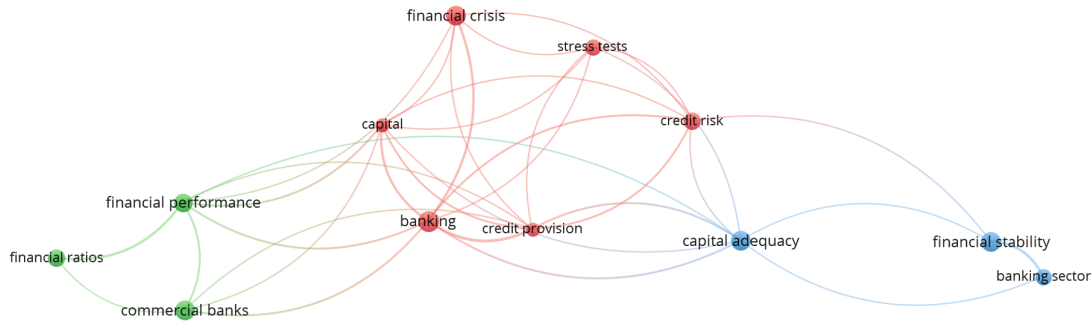 financial crisis
stress tests
capital
credit risk
financial performance
banking
credit provision
capital adequacy
financial stability
financial ratios
banking sector
commercial banks